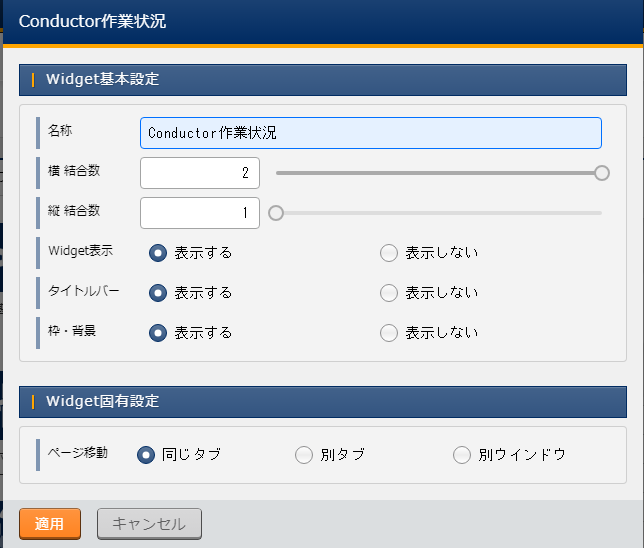 Conductor作業状況
Widget基本設定
名称 Conductor作業状況
横 結合数 2
縦 結合数 1
Widget表示 表示する 表示しない
タイトルバー 表示する 表示しない
枠・背景 表示する 表示しない
Widget固有設定
ページ移動 同じタブ 別タブ 別ウインドウ
適用 キャンセル